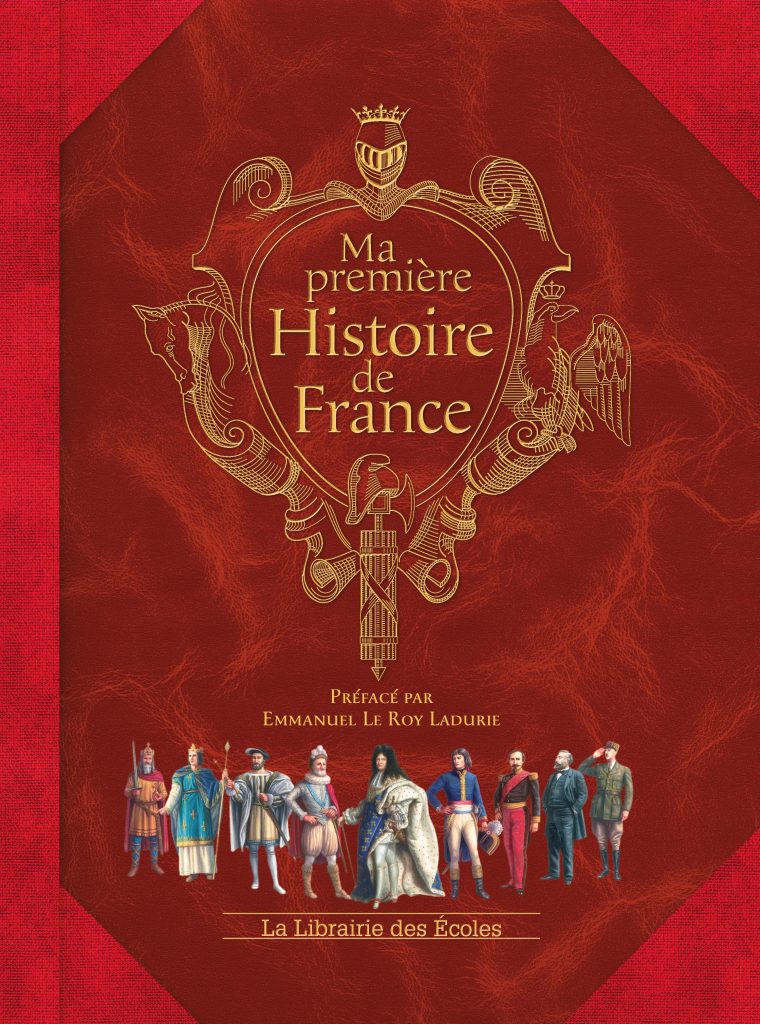 Ma
première
Histoire
de
France
Préfacé par
Emmanuel Le Roy Ladurie
La Librairie des Écoles